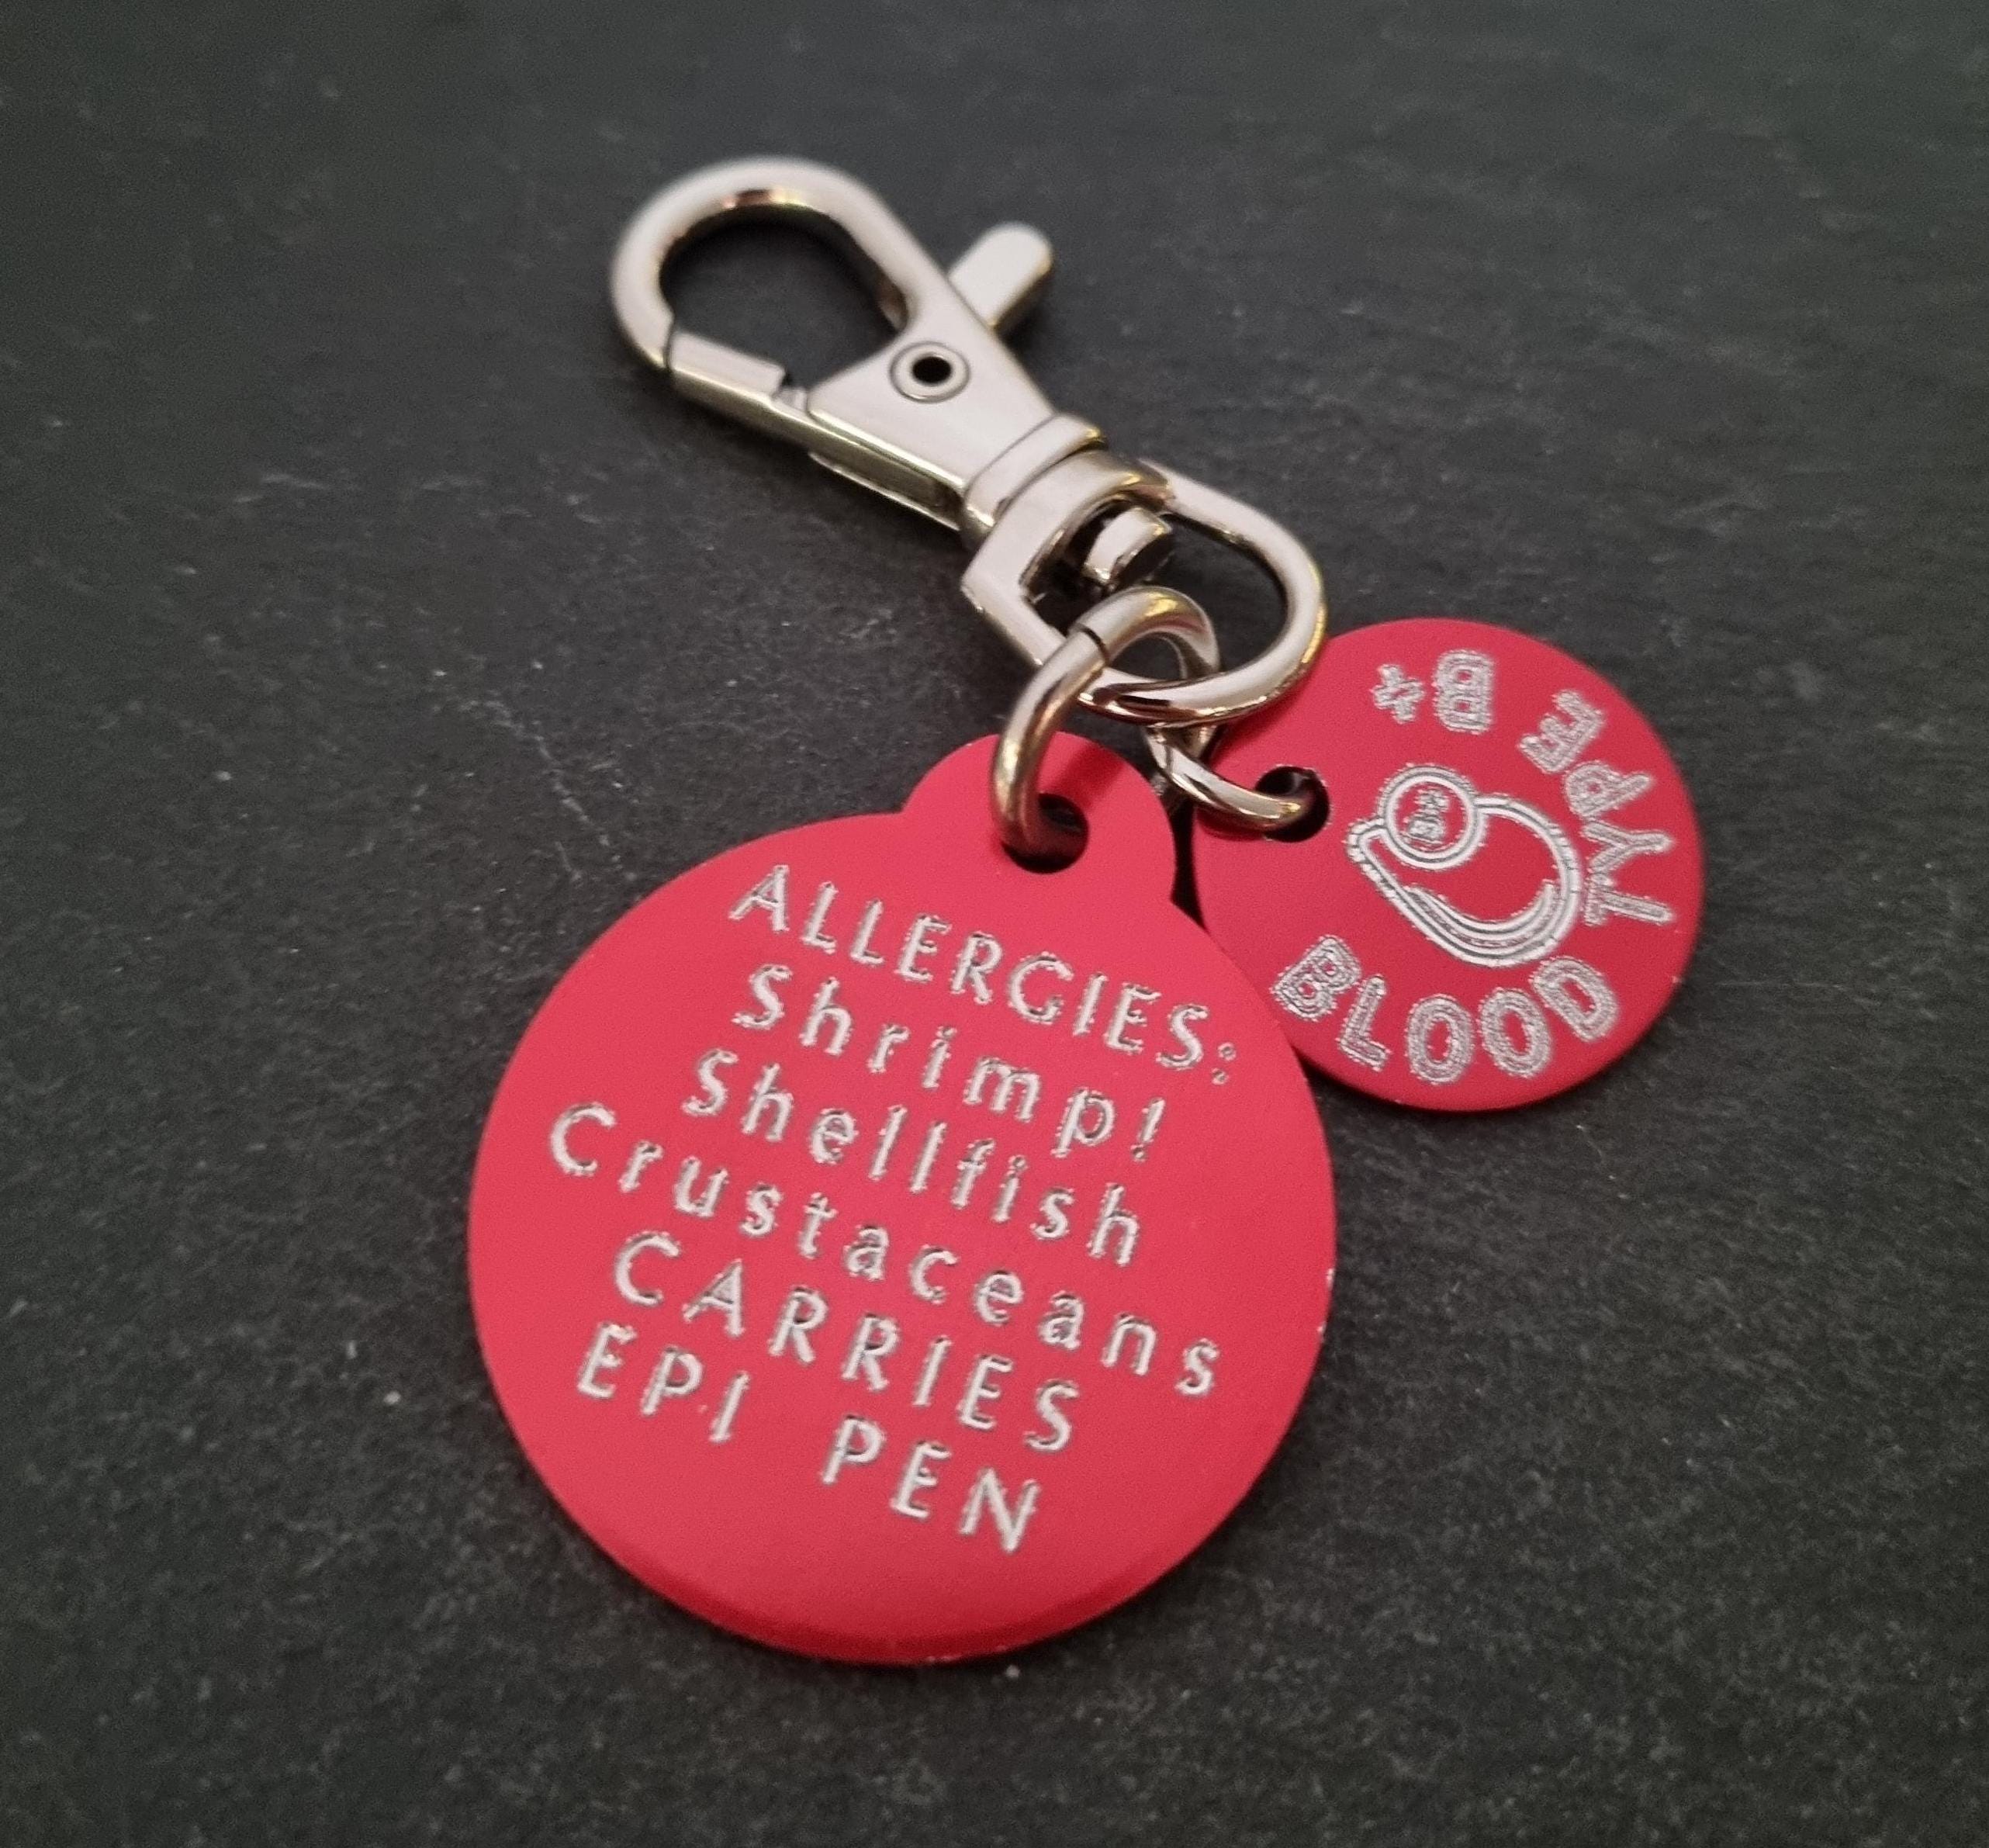 ALLERGIES:
Shrimp!
Shellfish
Crustaceans
CARRIES
EPI PEN
BLOOD TYPE B+